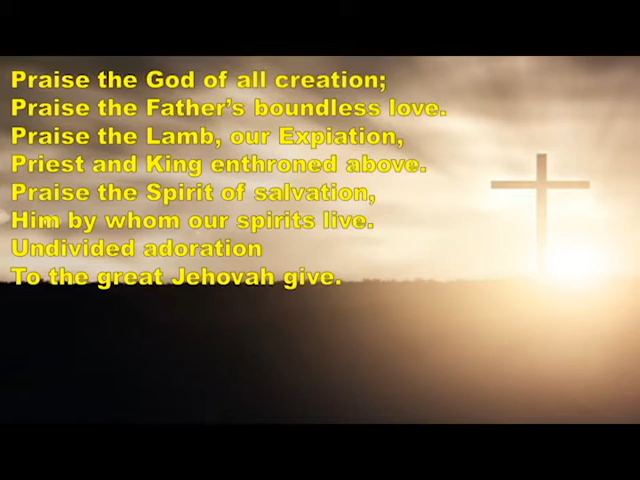 Praise the God of all creation;
Praise the Father's boundless love.
Praise the Lamb, our Expiation,
Priest and King enthroned above.
Praise the Spirit of salvation,
Him by whom our spirits live.
Undivided adoration
To the great Jehovah give.